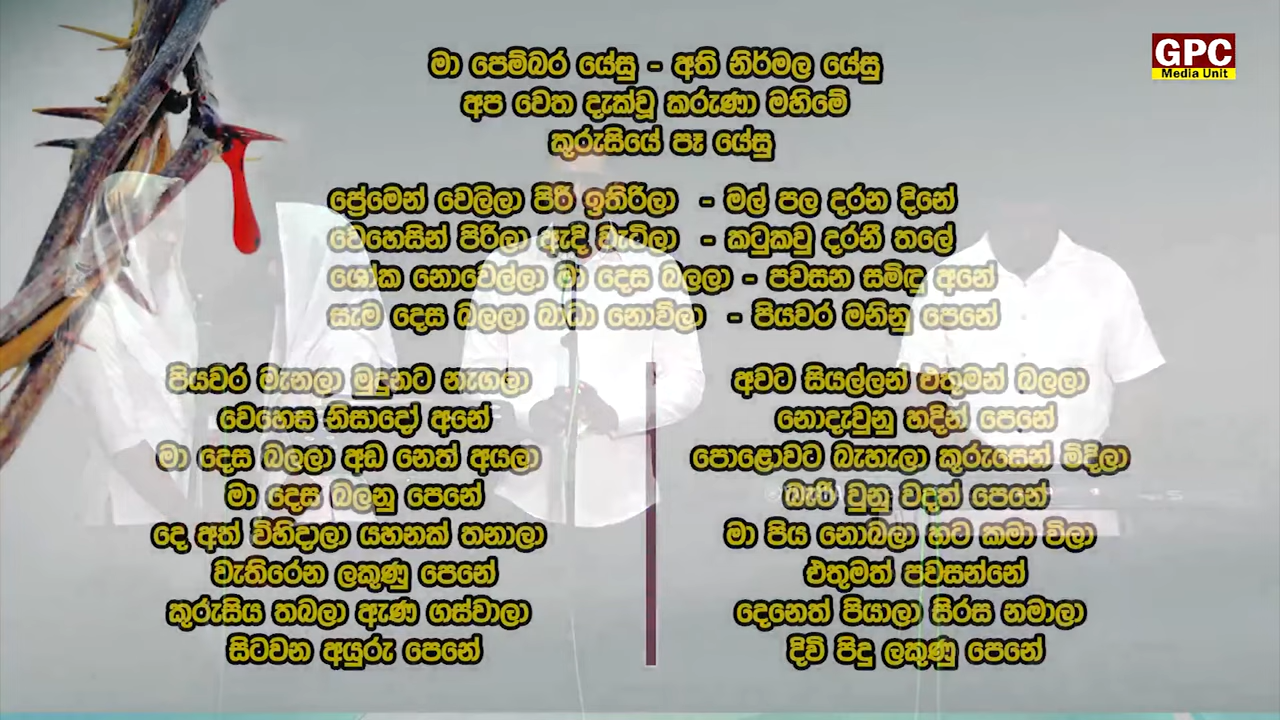 GPC
Media Unit
මා පෙම්බර යේසු - අති නිර්මල යේසු
අප වෙත දැක්වූ කරුණා මහිමේ
කුරුසියේ පෑ යේසු
ප්‍රේමෙන් වෙලිලා පිරි ඉතිරිලා - මල් පල දරන දිනේ
වෙහෙසින් පිරිලා ඇදි වැටිලා - කටුකවු දරනී තලේ
ශෝක නොවෙල්ලා මා දෙස බලලා - පවසන සමිඳු අනේ
සැම දෙස බලලා බාධා නොවිලා - පියවර මනිනු පෙනේ
පියවර මැනලා මුදුනට නැගලා
වෙහෙස නිසාදෝ අනේ
මා දෙස බලලා අඩ නෙත් අයලා
මා දෙස බලනු පෙනේ
දෙ අත් විහිදාලා යහනක් තනාලා
වැතිරෙන ලකුණු පෙනේ
කුරුසිය තබලා ඇණ ගස්වාලා
සිටවන අයුරු පෙනේ
අවට සියල්ලන් එතුමන් බලලා
නොදැවුනු හදින් පෙනේ
පොළොවට බැහැලා කුරුසෙන් මිදිලා
බැරි වුනු වදත් පෙනේ
මා පිය නොබලා හට කමා විලා
එතුමත් පවසන්නේ
දෙනෙත් පියාලා සිරස නමාලා
දිවි පිදු ලකුණු පෙනේ